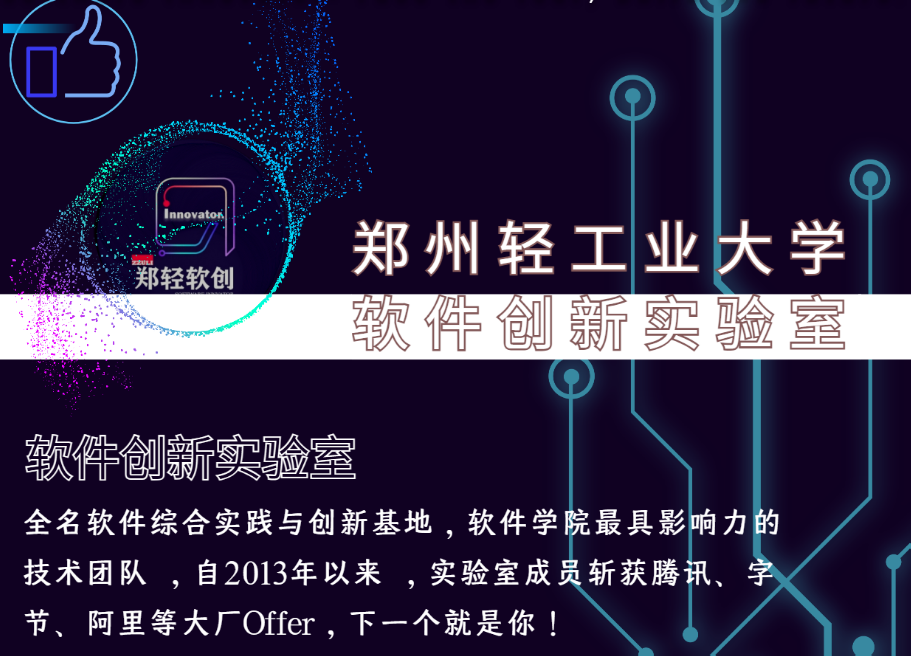 Innovator
ZZULI
郑轻软创
郑州轻工业大学
软件创新实验室
软件创新实验室
全名软件综合实践与创新基地，软件学院最具影响力的
技术团队 ，自2013年以来 ，实验室成员斩获腾讯、字
节、阿里等大厂Offer，下一个就是你！